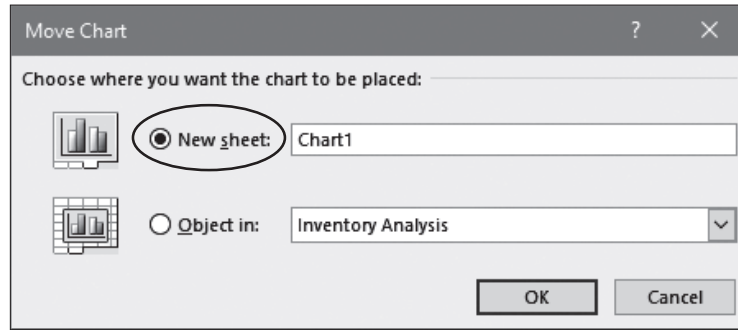 Move Chart ? ×
Choose where you want the chart to be placed:
New sheet: Chart1
Object in: Inventory Analysis
OK Cancel